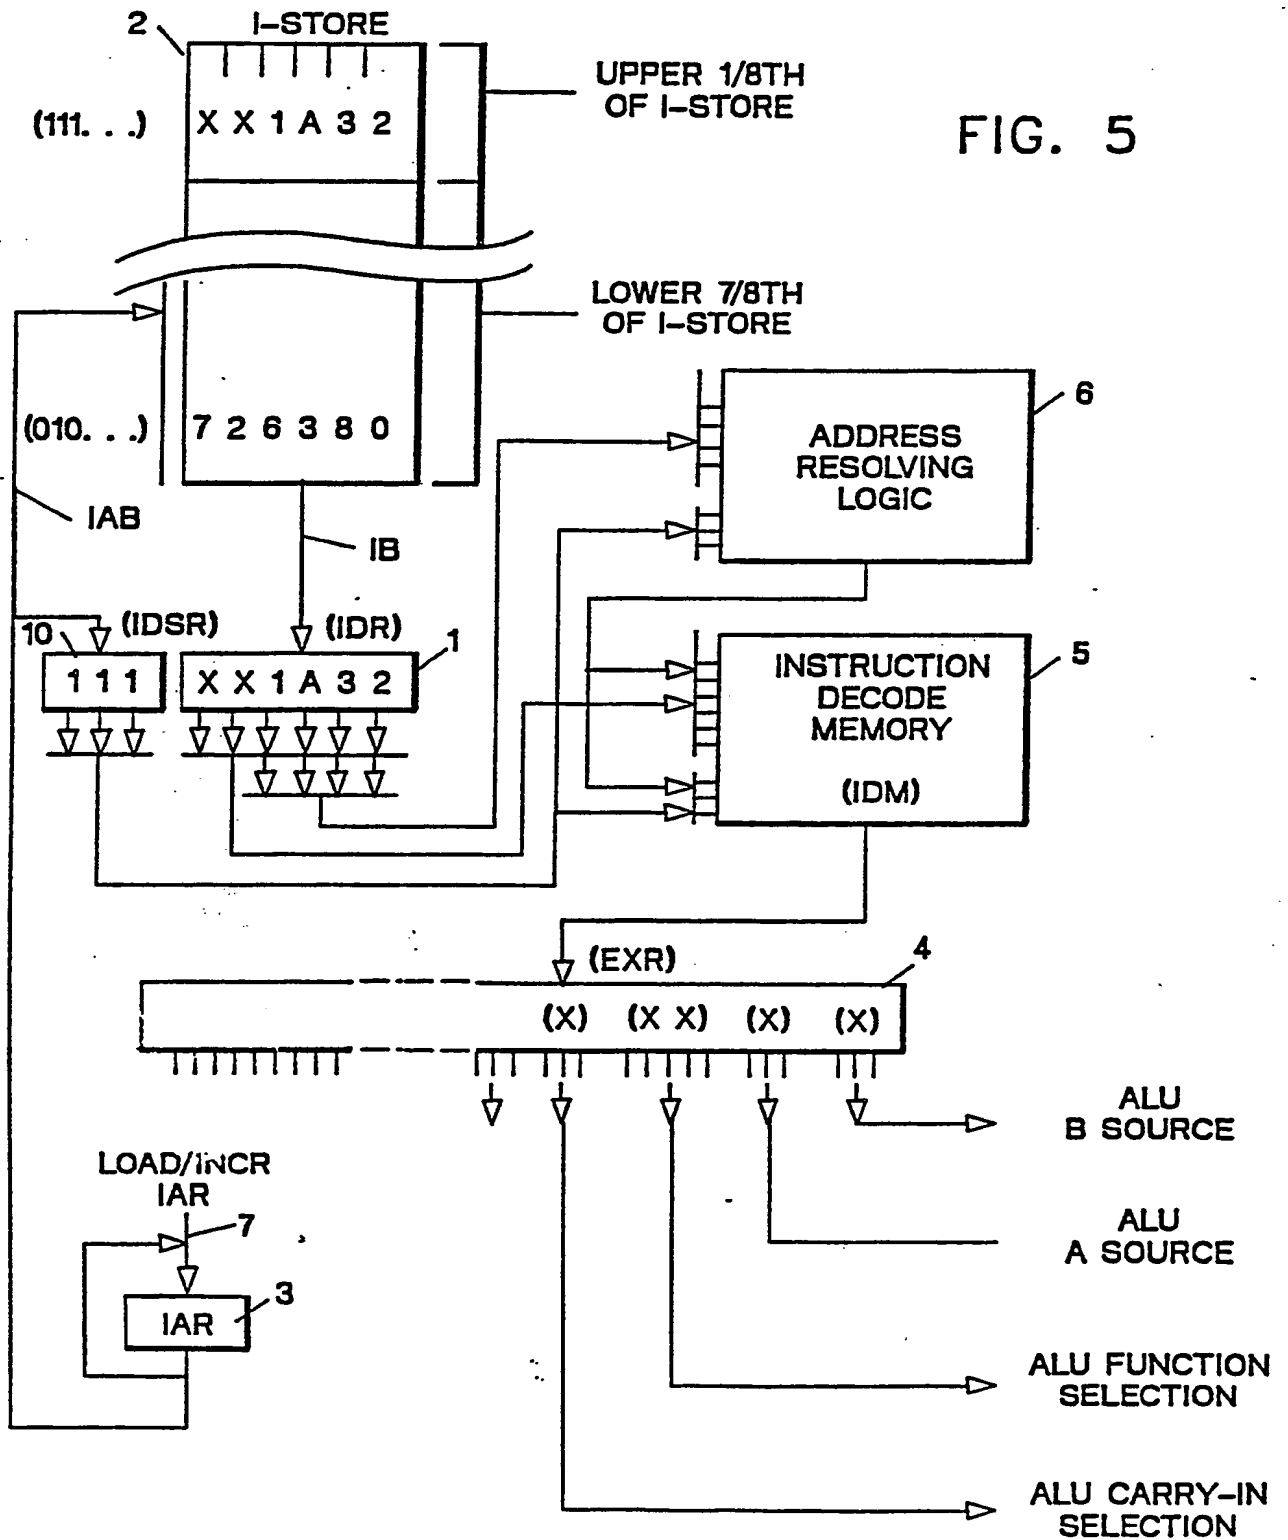 2
I-STORE
UPPER 1/8TH
OF I-STORE
(111. . .)
X X 1 A 3 2
FIG. 5
LOWER 7/8TH
OF I-STORE
(010. . .)
7 2 6 3 8 0
6
ADDRESS
RESOLVING
LOGIC
IAB
IB
10
(IDSR)
(IDR)
1
1 1 1
X X 1 A 3 2
5
INSTRUCTION
DECODE
MEMORY
(IDM)
(EXR)
4
(X) (X X) (X) (X)
ALU
B SOURCE
LOAD/INCR
IAR
7
ALU
A SOURCE
3
IAR
ALU FUNCTION
SELECTION
ALU CARRY-IN
SELECTION